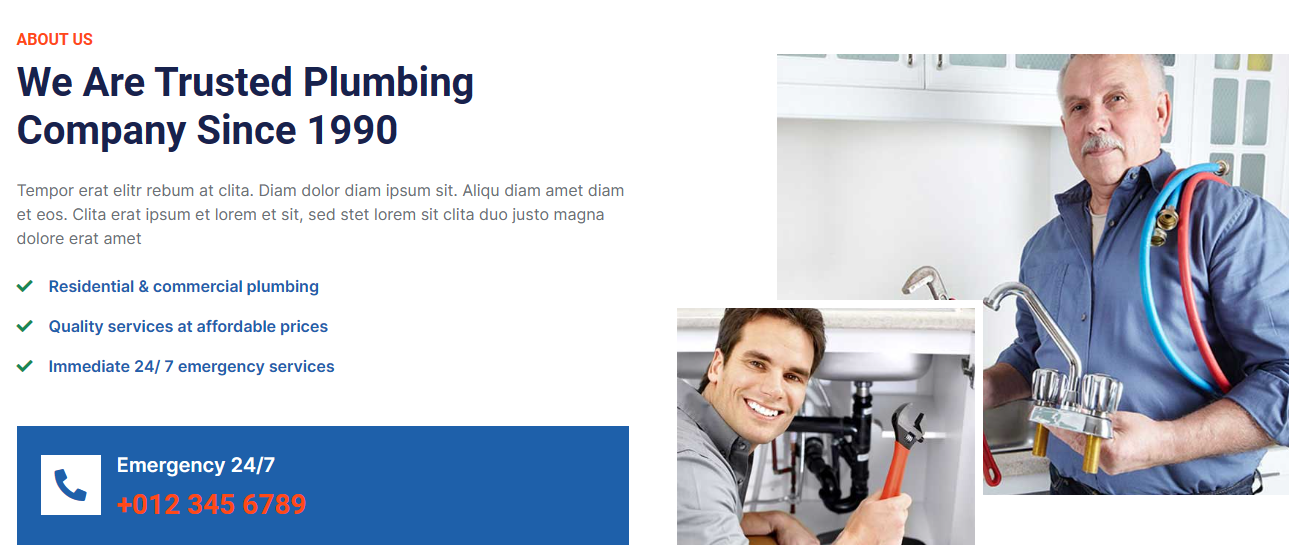 ABOUT US
We Are Trusted Plumbing
Company Since 1990
Tempor erat elitr rebum at clita. Diam dolor diam ipsum sit. Aliqu diam amet diam
et eos. Clita erat ipsum et lorem et sit, sed stet lorem sit clita duo justo magna
dolore erat amet
Residential & commercial plumbing
Quality services at affordable prices
Immediate 24/ 7 emergency services
Emergency 24/7
+012 345 6789